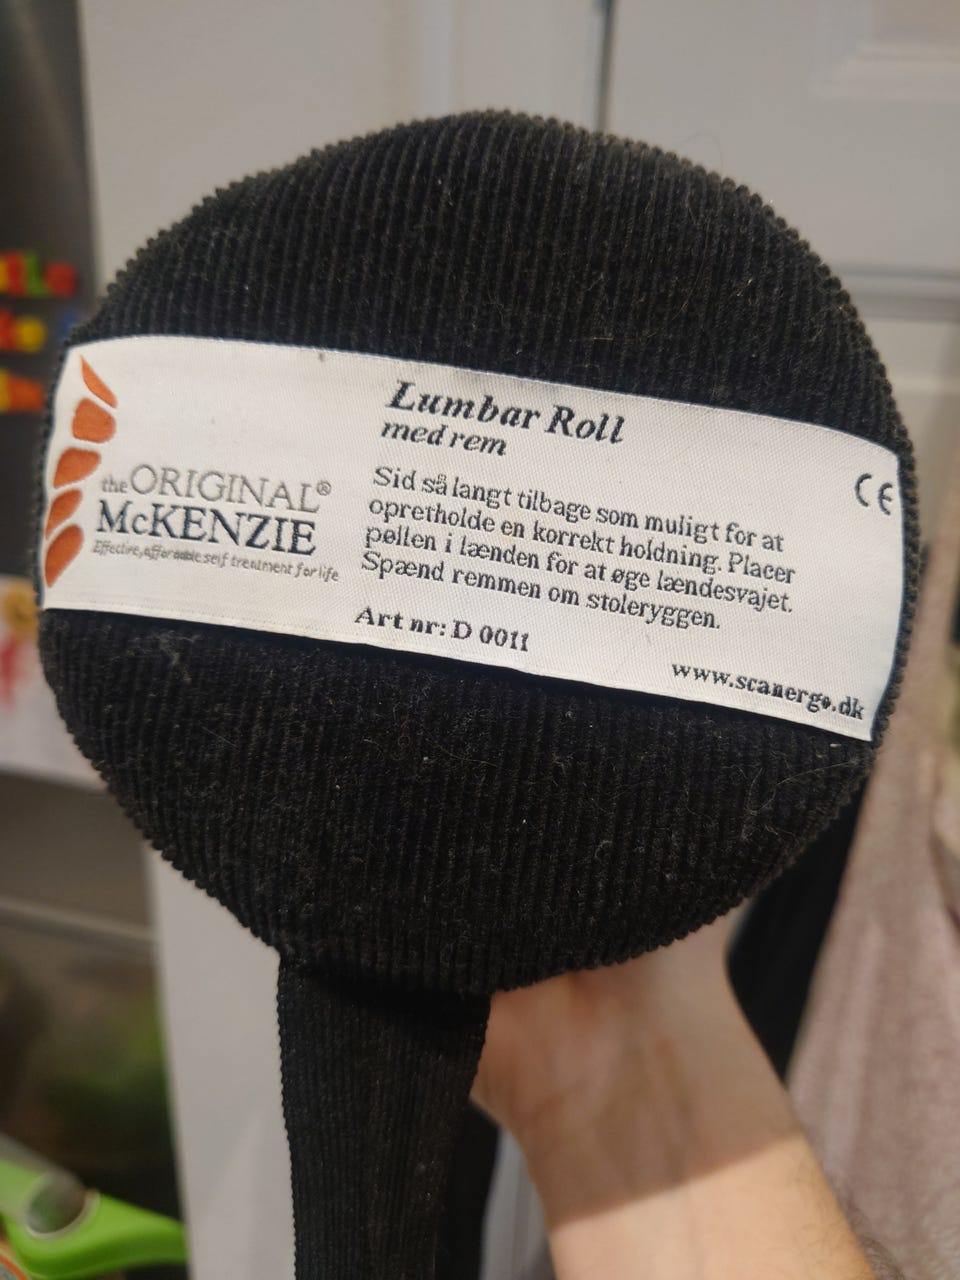 Lumbar Roll
med rem
CE
the ORIGINAL®
McKENZIE
Effective, affordable, self treatment for life
Sid så langt tilbage som muligt for at
opretholde en korrekt holdning. Placer
pøllen i lænden for at øge lændesvajet.
Spænd remmen om stoleryggen.
Art nr: D 0011
www.scanergo.dk